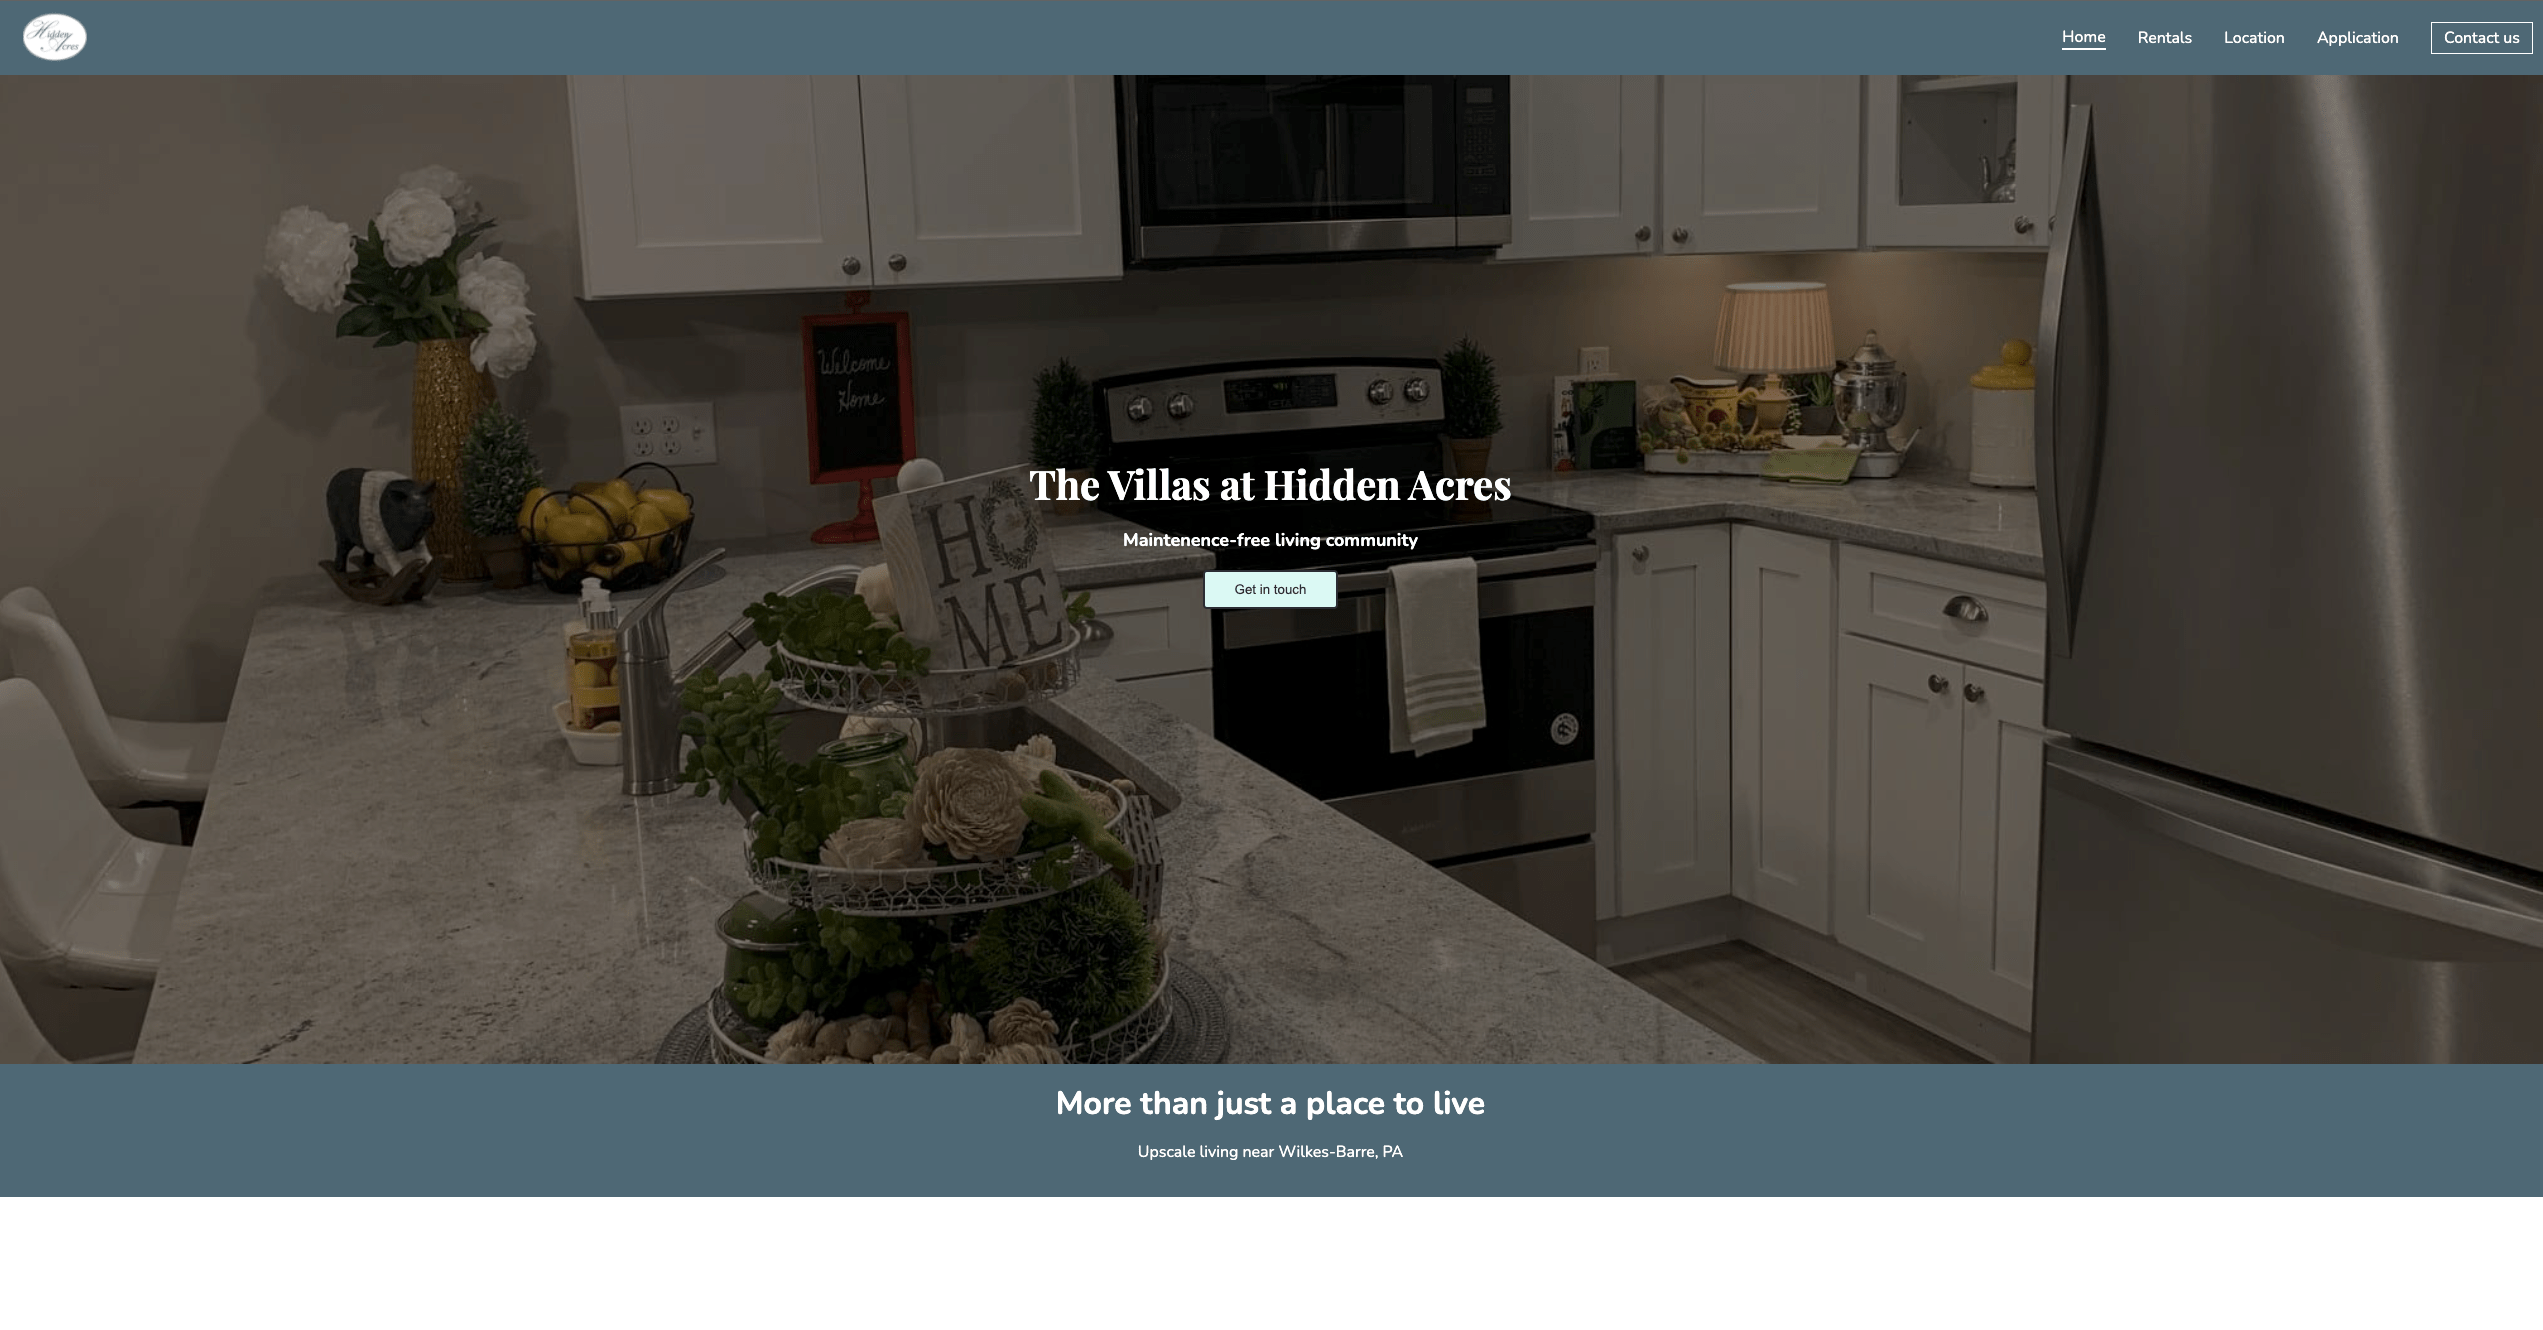 Hidden
Acres
Home
Rentals
Location
Application
Contact us
Welcome
Home
The Villas at Hidden Acres
HOME
Maintenence-free living community
Get in touch
More than just a place to live
Upscale living near Wilkes-Barre, PA